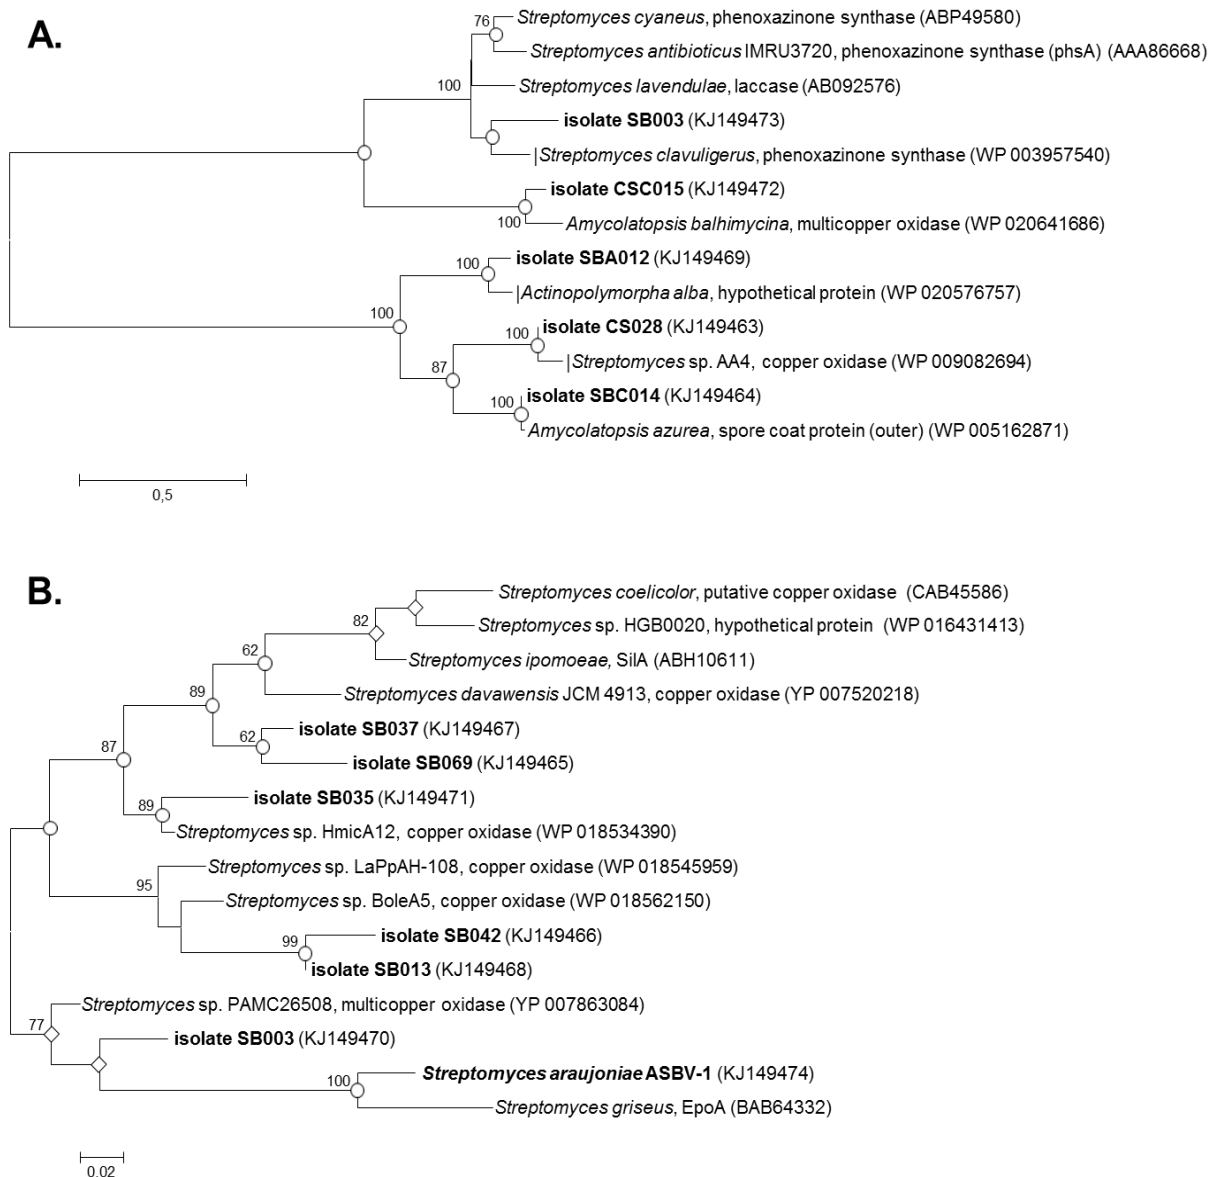 A.
76
Streptomyces cyaneus, phenoxazinone synthase (ABP49580)
Streptomyces antibioticus IMRU3720, phenoxazinone synthase (phsA) (AAA86668)
100
Streptomyces lavendulae, laccase (AB092576)
isolate SB003 (KJ149473)
|Streptomyces clavuligerus, phenoxazinone synthase (WP 003957540)
isolate CSC015 (KJ149472)
100
Amycolatopsis balhimycina, multicopper oxidase (WP 020641686)
100
isolate SBA012 (KJ149469)
|Actinopolymorpha alba, hypothetical protein (WP 020576757)
100
100
isolate CS028 (KJ149463)
|Streptomyces sp. AA4, copper oxidase (WP 009082694)
87
100
isolate SBC014 (KJ149464)
Amycolatopsis azurea, spore coat protein (outer) (WP 005162871)
0,5
B.
Streptomyces coelicolor, putative copper oxidase (CAB45586)
82
Streptomyces sp. HGB0020, hypothetical protein (WP 016431413)
62
Streptomyces ipomoeae, SilA (ABH10611)
89
Streptomyces davawensis JCM 4913, copper oxidase (YP 007520218)
isolate SB037 (KJ149467)
62
87
isolate SB069 (KJ149465)
89
isolate SB035 (KJ149471)
Streptomyces sp. HmicA12, copper oxidase (WP 018534390)
Streptomyces sp. LaPpAH-108, copper oxidase (WP 018545959)
95
Streptomyces sp. BoleA5, copper oxidase (WP 018562150)
99
isolate SB042 (KJ149466)
isolate SB013 (KJ149468)
Streptomyces sp. PAMC26508, multicopper oxidase (YP 007863084)
77
isolate SB003 (KJ149470)
100
Streptomyces araujoniae ASBV-1 (KJ149474)
Streptomyces griseus, EpoA (BAB64332)
0.02